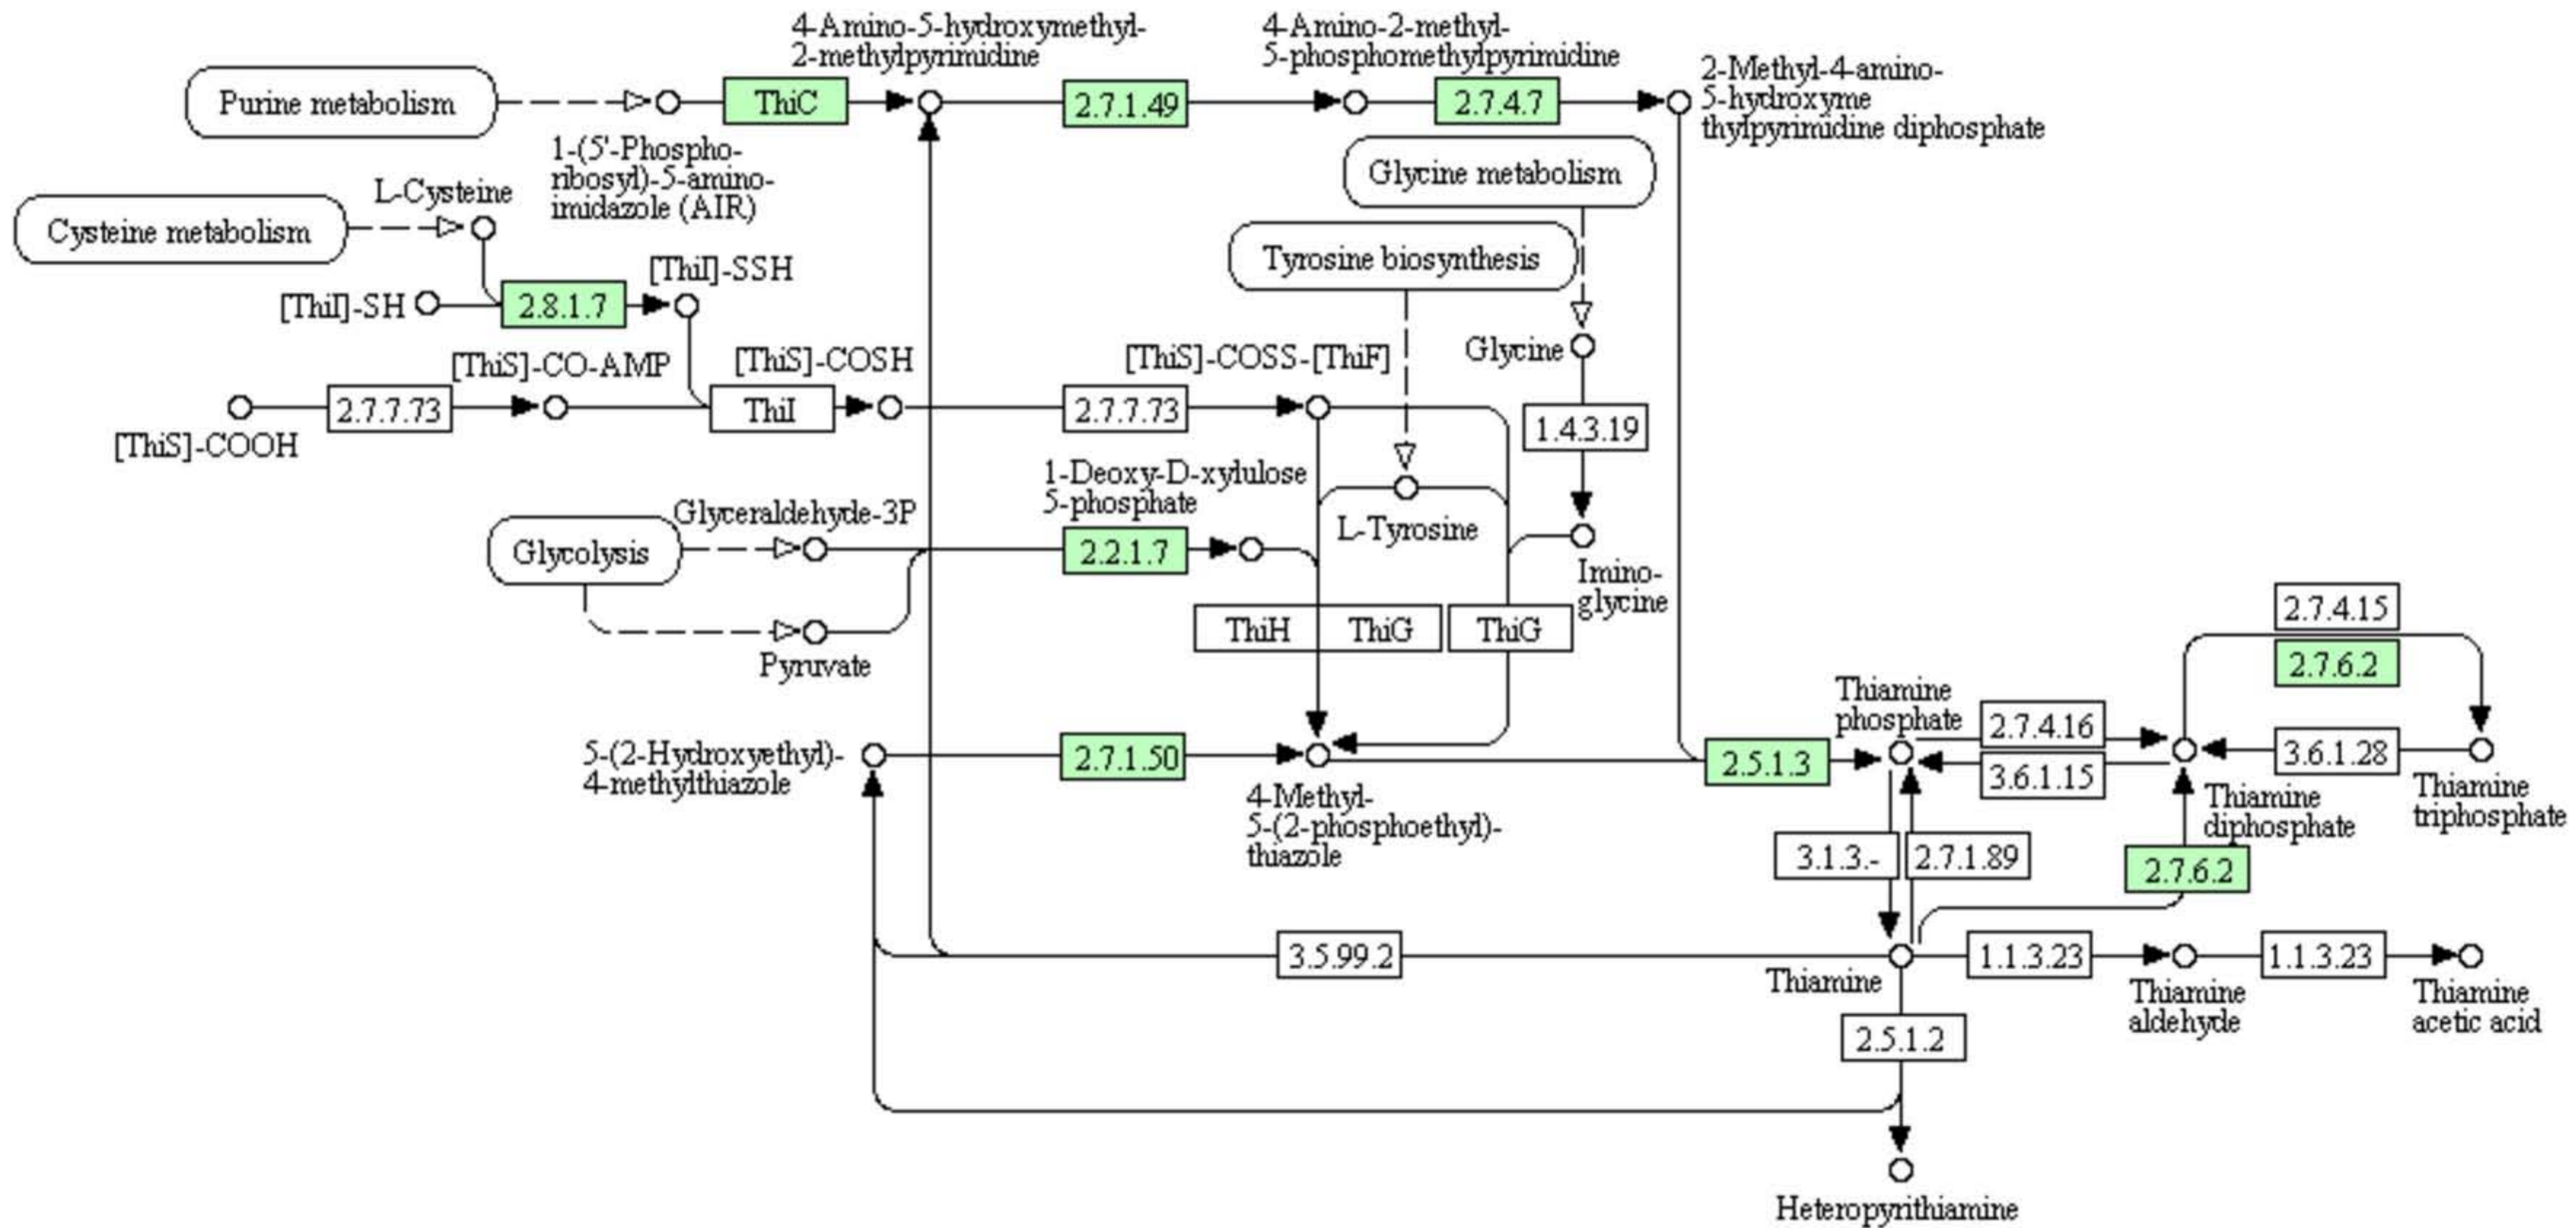 4-Amino-5-hydroxymethyl-
2-methylpyrimidine
4-Amino-2-methyl-
5-phosphomethylpyrimidine
2-Methyl-4-amino-
5-hydroxyme
thylpyrimidine diphosphate
Purine metabolism
ThiC
2.7.1.49
2.7.4.7
1-(5'-Phospho-
ribosyl)-5-amino-
imidazole (AIR)
Glycine metabolism
L-Cysteine
Cysteine metabolism
Tyrosine biosynthesis
[ThiI]-SSH
[ThiI]-SH
2.8.1.7
Glycine
[ThiS]-CO-AMP
[ThiS]-COSH
[ThiS]-COSS-[ThiF]
2.7.7.73
ThiI
2.7.7.73
1.4.3.19
[ThiS]-COOH
1-Deoxy-D-xylulose
5-phosphate
Glyceraldehyde-3P
L-Tyrosine
Glycolysis
2.2.1.7
Imino-
glycine
ThiH
ThiG
ThiG
Pyruvate
2.7.4.15
2.7.6.2
Thiamine
phosphate
2.7.4.16
5-(2-Hydroxyethyl)-
4-methylthiazole
2.7.1.50
2.5.1.3
3.6.1.15
3.6.1.28
4-Methyl-
5-(2-phosphoethyl)-
thiazole
Thiamine
diphosphate
Thiamine
triphosphate
3.1.3.-
2.7.1.89
2.7.6.2
3.5.99.2
Thiamine
1.1.3.23
1.1.3.23
Thiamine
aldehyde
Thiamine
acetic acid
2.5.1.2
Heteropyrithiamine